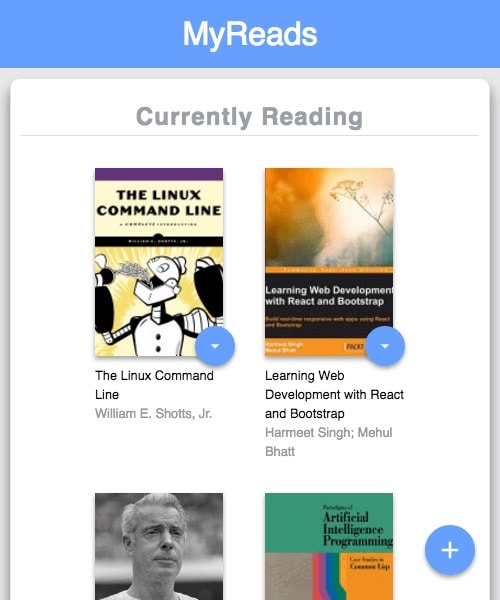 MyReads
Currently Reading
THE LINUX
COMMAND LINE
A COMPLETE INTRODUCTION
WILLIAM E. SHOTTS, JR.
Learning Web Development
with React and Bootstrap
Build real-time responsive web apps using React
and Bootstrap
Harmeet Singh
Mehul Bhatt
PACKT
The Linux Command
Line
William E. Shotts, Jr.
Learning Web
Development with React
and Bootstrap
Harmeet Singh; Mehul
Bhatt
Paradigms of
Artificial
Intelligence
Programming
Case Studies in
Common Lisp